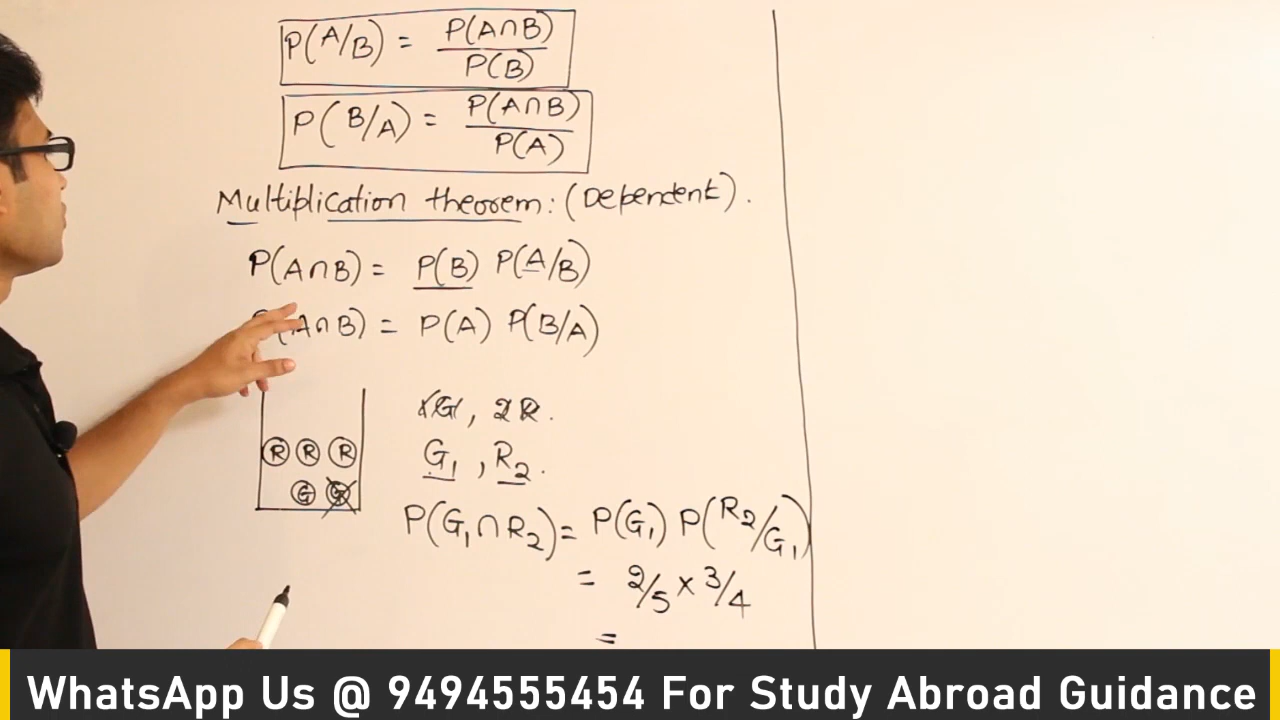 P(A/B) = P(A∩B)
P(B)
P(B/A) = P(A∩B)
P(A)
Multiplication theorem: (Dependent).
P(A∩B) = P(B) P(A/B)
(A∩B) = P(A) P(B/A)
, 2R.
R R R
G1, R2.
G G
P(G1∩R2) = P(G1) P(R2/G1)
= 2/5 × 3/4
=
WhatsApp Us @ 9494555454 For Study Abroad Guidance